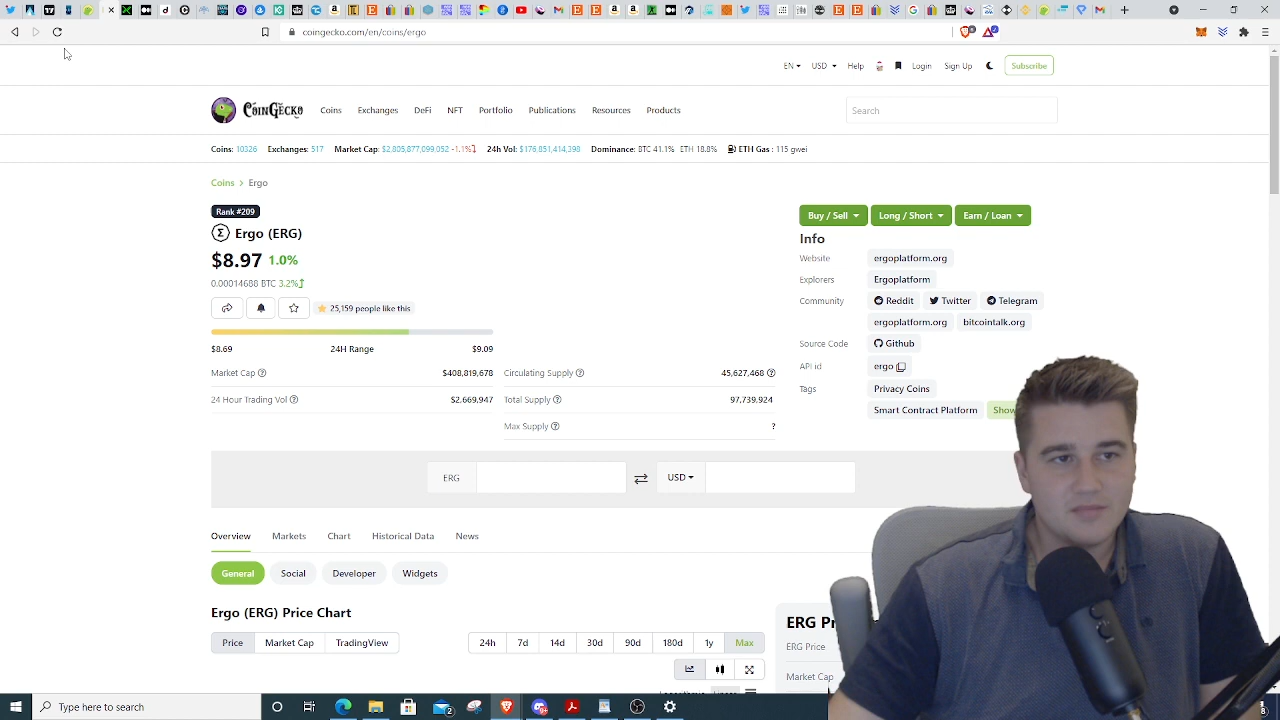 coingecko.com/en/coins/ergo
EN USD Help Login Sign Up Subscribe
CoinGecko Coins Exchanges DeFi NFT Portfolio Publications Resources Products Search
Coins: 10326 Exchanges: 517 Market Cap: $2,805,877,099,052 -1.1% 24h Vol: $176,851,414,398 Dominance: BTC 41.1% ETH 18.8% ETH Gas : 115 gwei
Coins > Ergo
Rank #209
Ergo (ERG)
$8.97 1.0%
0.00014688 BTC 3.2%
25,159 people like this
$8.69 24H Range $9.09
Market Cap $408,819,678
24 Hour Trading Vol $2,669,947
Circulating Supply 45,627,468
Total Supply 97,739,924
Max Supply ?
Buy / Sell Long / Short Earn / Loan
Info
Website ergoplatform.org
Explorers Ergoplatform
Community Reddit Twitter Telegram
ergoplatform.org bitcointalk.org
Source Code Github
API id ergo
Tags Privacy Coins
Smart Contract Platform Show
ERG USD
Overview Markets Chart Historical Data News
General Social Developer Widgets
Ergo (ERG) Price Chart
Price Market Cap TradingView 24h 7d 14d 30d 90d 180d 1y Max
ERG Pr
ERG Price
Market Cap
Type here to search